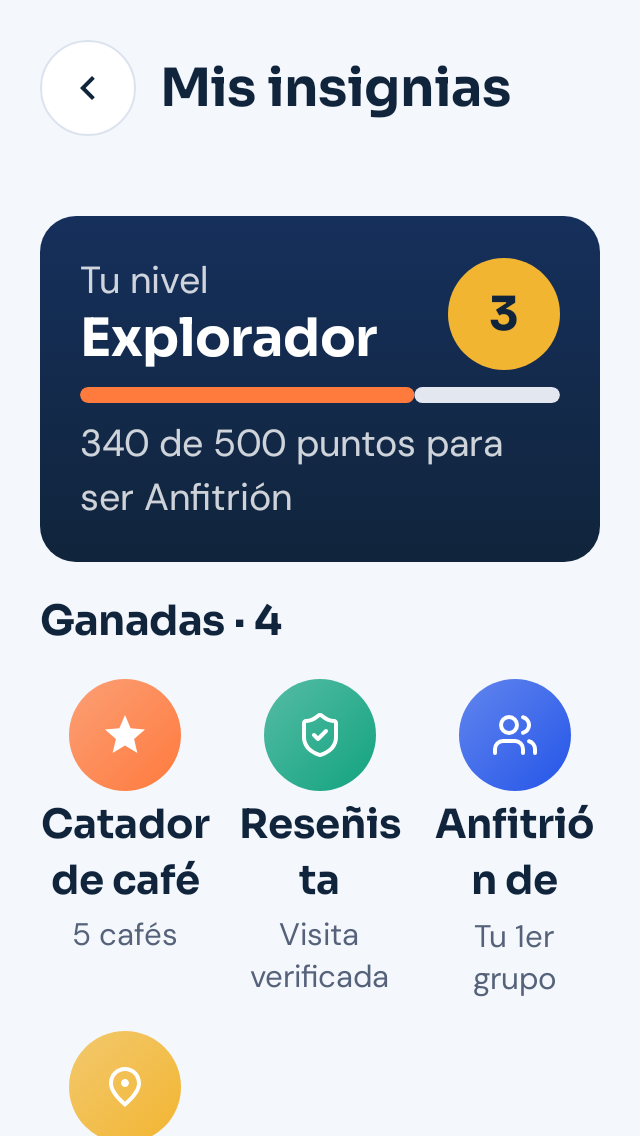 Mis insignias
Tu nivel
Explorador
3
340 de 500 puntos para
ser Anfitrión
Ganadas · 4
Catador
de café
5 cafés
Reseñis
ta
Visita
verificada
Anfitrió
n de
Tu 1er
grupo